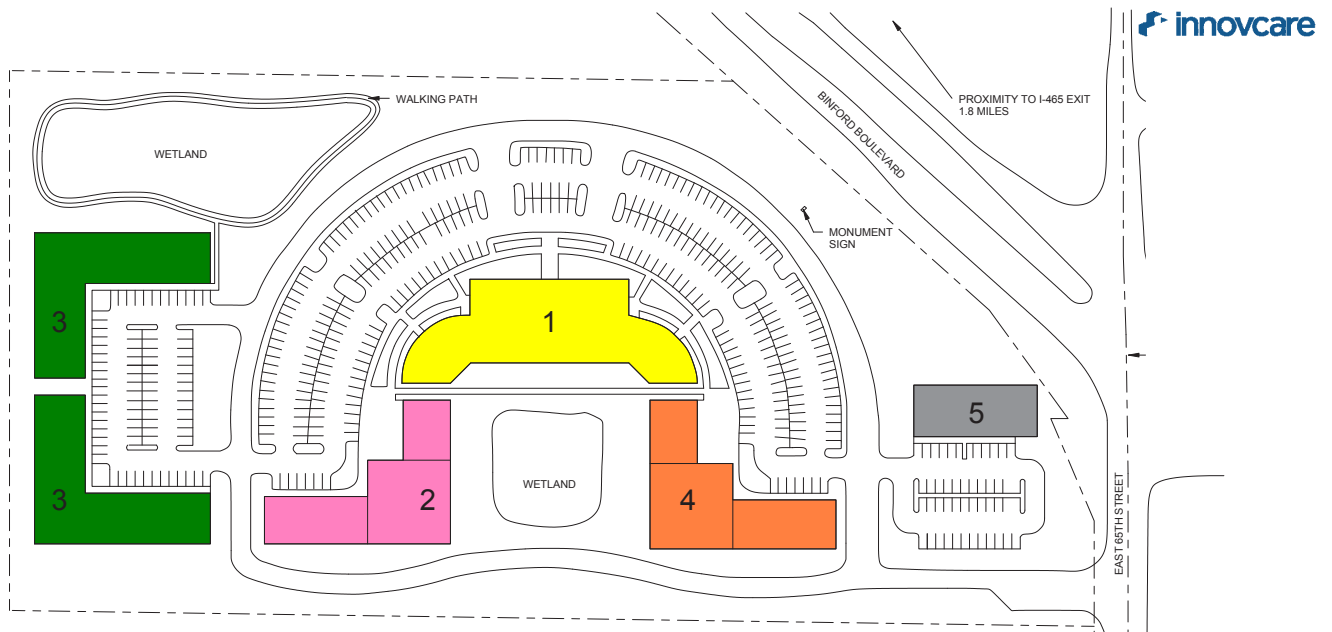 innovcare
WALKING PATH
PROXIMITY TO I-465 EXIT
1.8 MILES
BINFORD BOULEVARD
WETLAND
MONUMENT
SIGN
3
1
5
3
2
WETLAND
4
EAST 65TH STREET